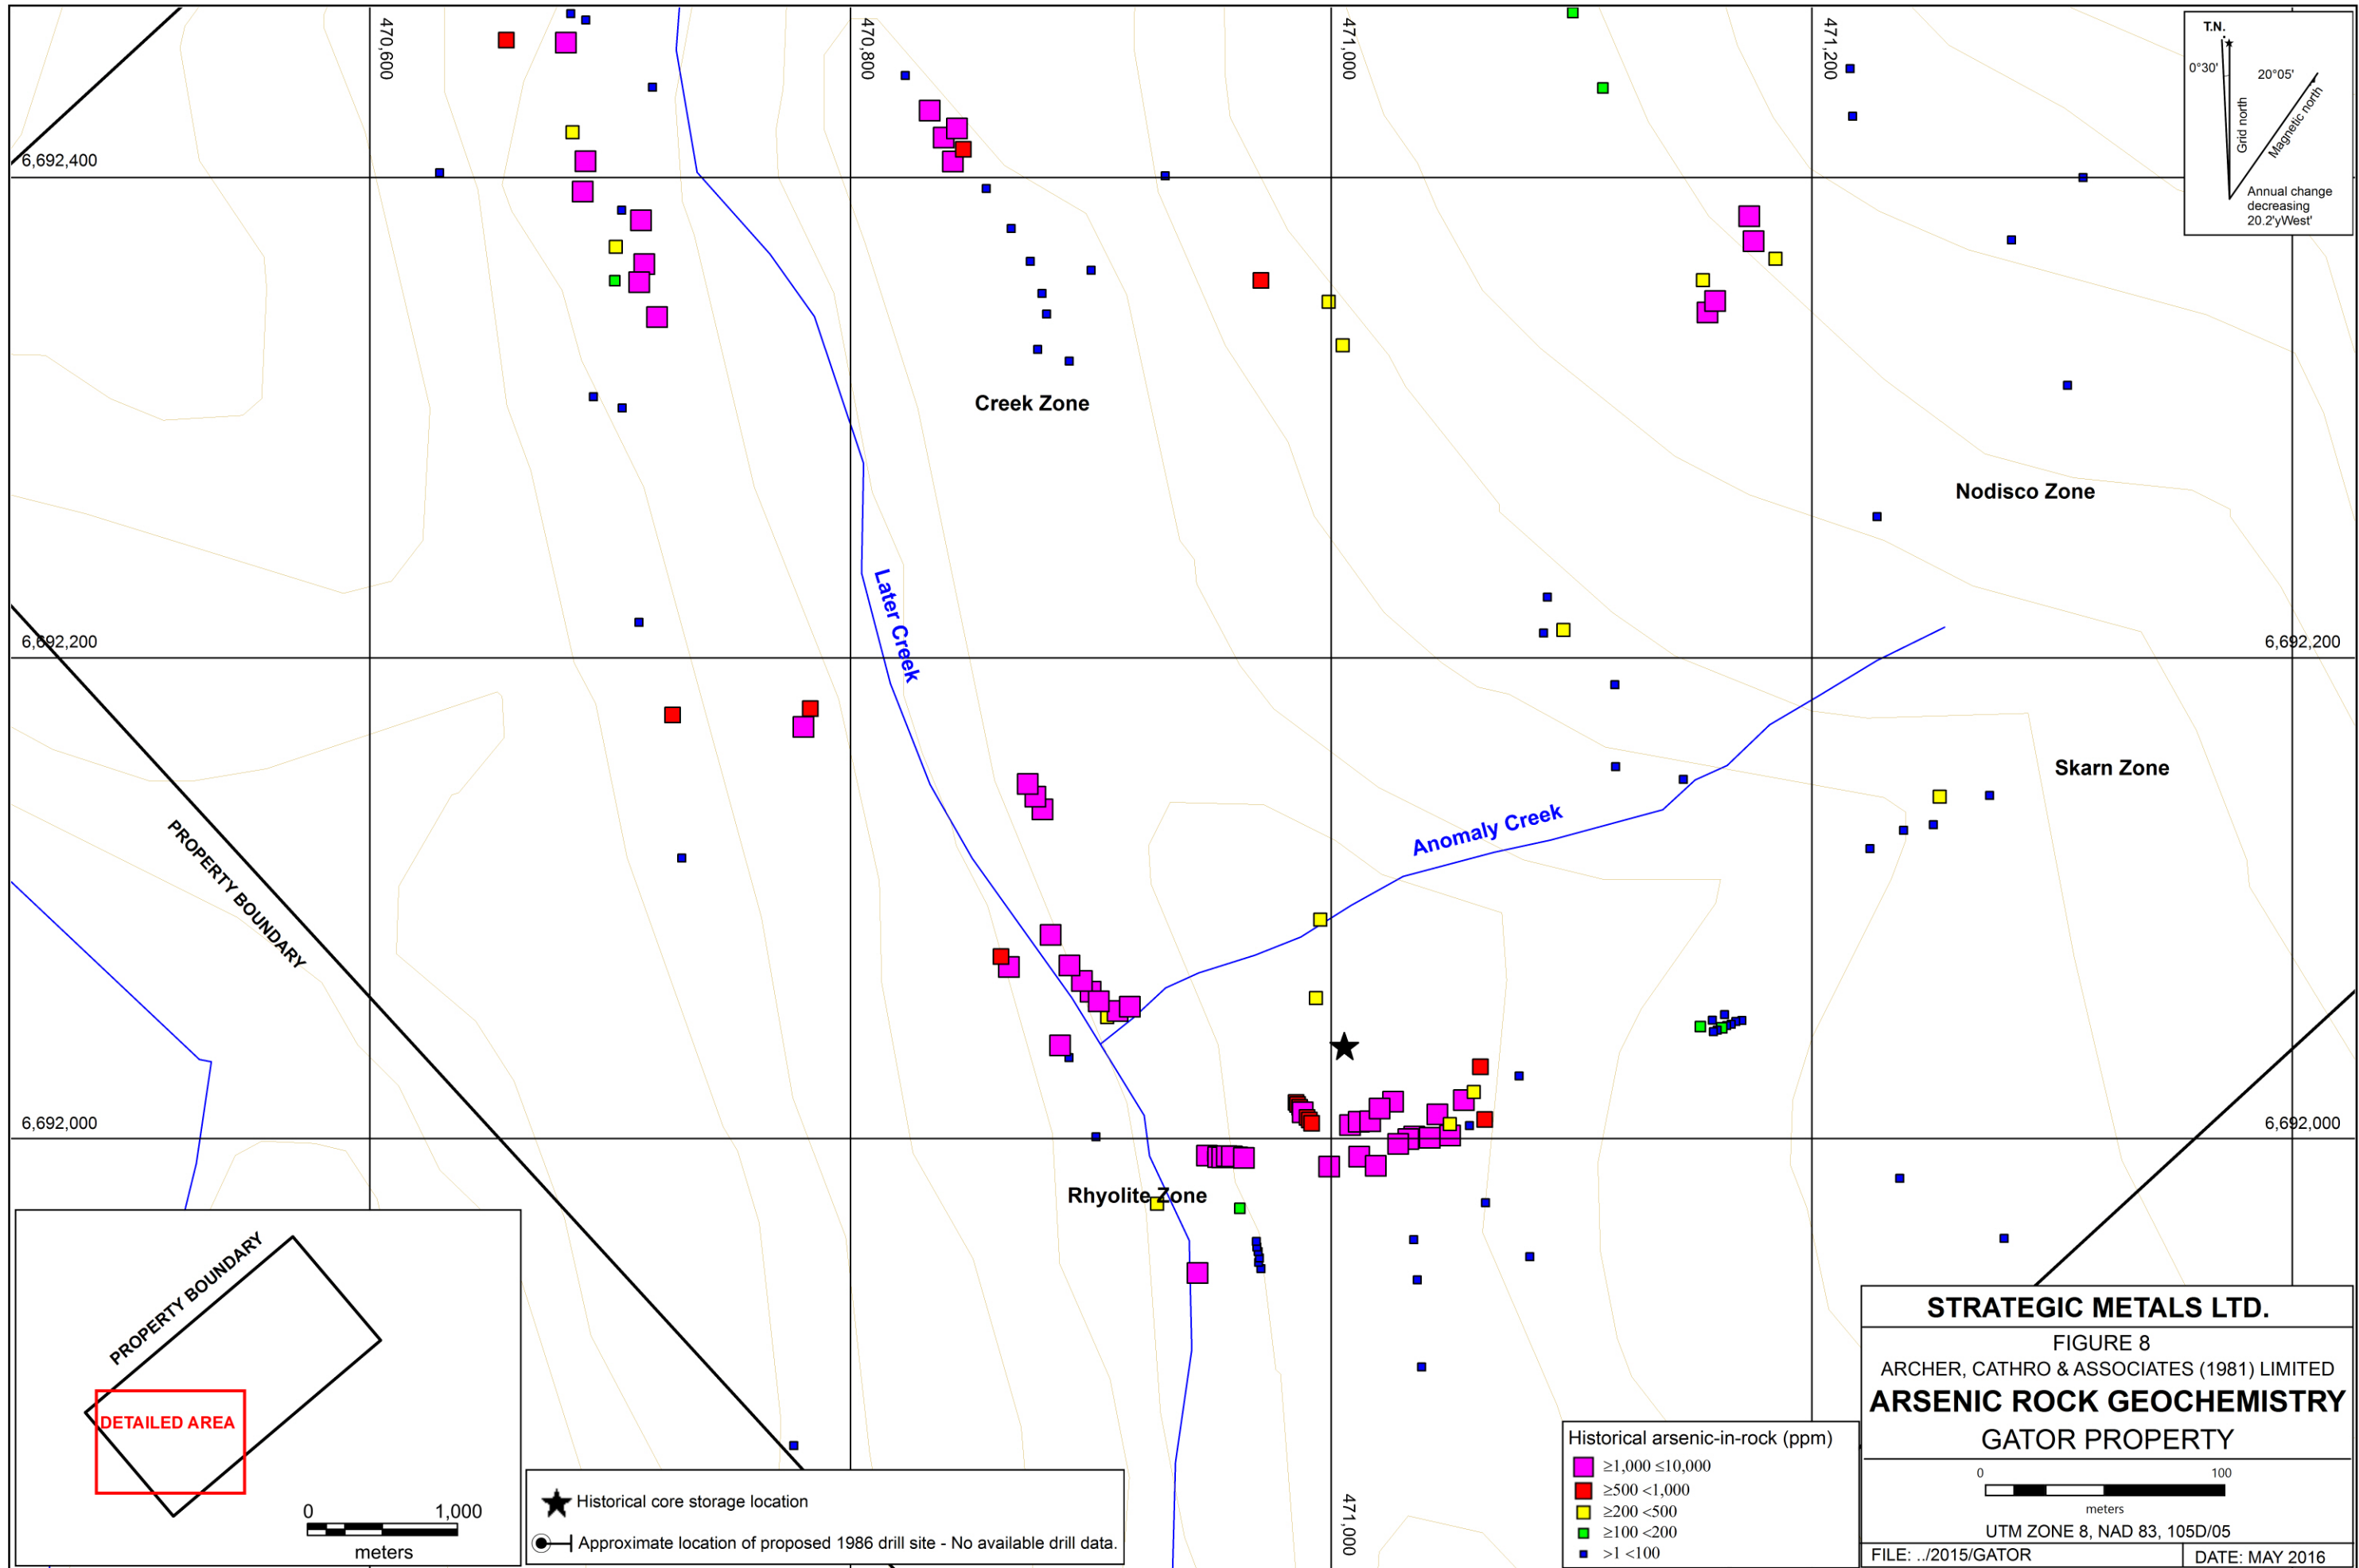 470,600
470,800
471,000
471,200
T.N.
0°30'
20°05'
Grid north
Magnetic north
Annual change
decreasing
20.2'yWest'
6,692,400
Creek Zone
Nodisco Zone
Later Creek
6,692,200
6,692,200
Skarn Zone
Anomaly Creek
PROPERTY BOUNDARY
6,692,000
6,692,000
Rhyolite Zone
PROPERTY BOUNDARY
DETAILED AREA
0 1,000
meters
Historical core storage location
Approximate location of proposed 1986 drill site - No available drill data.
471,000
Historical arsenic-in-rock (ppm)
≥1,000 ≤10,000
≥500 <1,000
≥200 <500
≥100 <200
>1 <100
STRATEGIC METALS LTD.
FIGURE 8
ARCHER, CATHRO & ASSOCIATES (1981) LIMITED
ARSENIC ROCK GEOCHEMISTRY
GATOR PROPERTY
0 100
meters
UTM ZONE 8, NAD 83, 105D/05
FILE: ../2015/GATOR DATE: MAY 2016